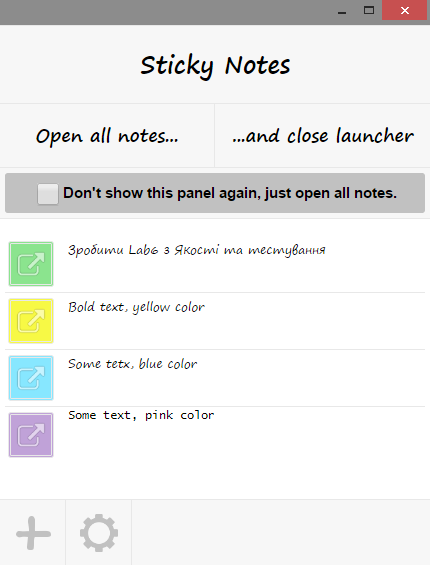 Sticky Notes
Open all notes...
...and close launcher
Don't show this panel again, just open all notes.
Зробити Lab6 з Якості та тестування
Bold text, yellow color
Some tetx, blue color
Some text, pink color